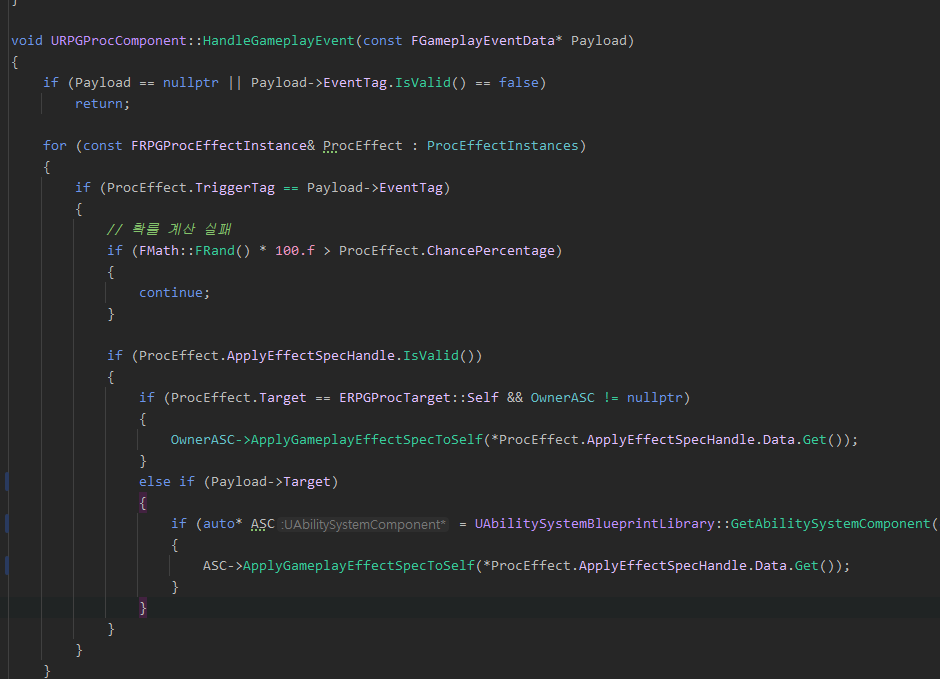 }
void URPGProcComponent::HandleGameplayEvent(const FGameplayEventData* Payload)
{
    if (Payload == nullptr || Payload->EventTag.IsValid() == false)
        return;
    for (const FRPGProcEffectInstance& ProcEffect : ProcEffectInstances)
    {
        if (ProcEffect.TriggerTag == Payload->EventTag)
        {
            // 확률 계산 실패
            if (FMath::FRand() * 100.f > ProcEffect.ChancePercentage)
            {
                continue;
            }
            if (ProcEffect.ApplyEffectSpecHandle.IsValid())
            {
                if (ProcEffect.Target == ERPGProcTarget::Self && OwnerASC != nullptr)
                {
                    OwnerASC->ApplyGameplayEffectSpecToSelf(*ProcEffect.ApplyEffectSpecHandle.Data.Get());
                }
                else if (Payload->Target)
                {
                    if (auto* ASC :UAbilitySystemComponent* = UAbilitySystemBlueprintLibrary::GetAbilitySystemComponent(
                    {
                        ASC->ApplyGameplayEffectSpecToSelf(*ProcEffect.ApplyEffectSpecHandle.Data.Get());
                    }
                }
            }
        }
    }